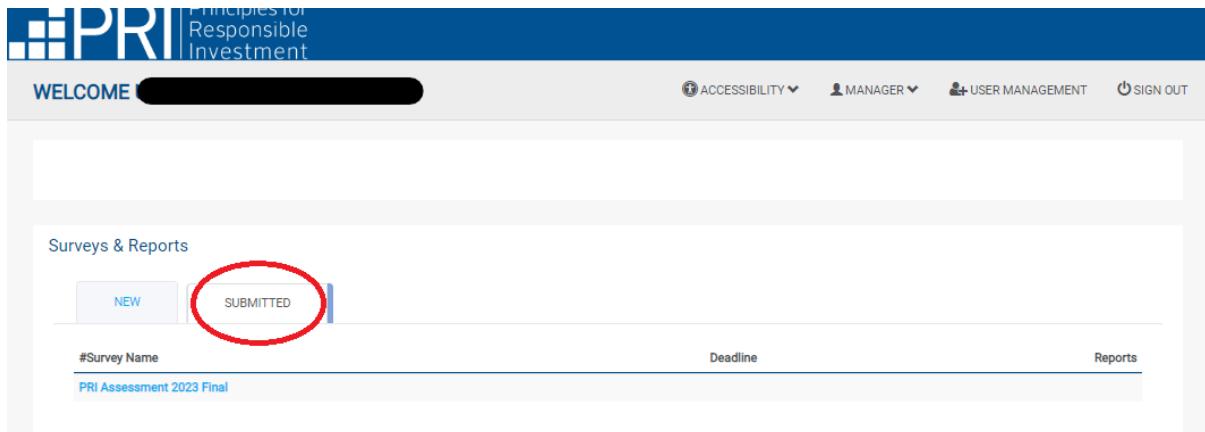 PRI
Principles for
Responsible
Investment
WELCOME
ACCESSIBILITY MANAGER USER MANAGEMENT SIGN OUT
Surveys & Reports
NEW SUBMITTED
#Survey Name Deadline Reports
PRI Assessment 2023 Final